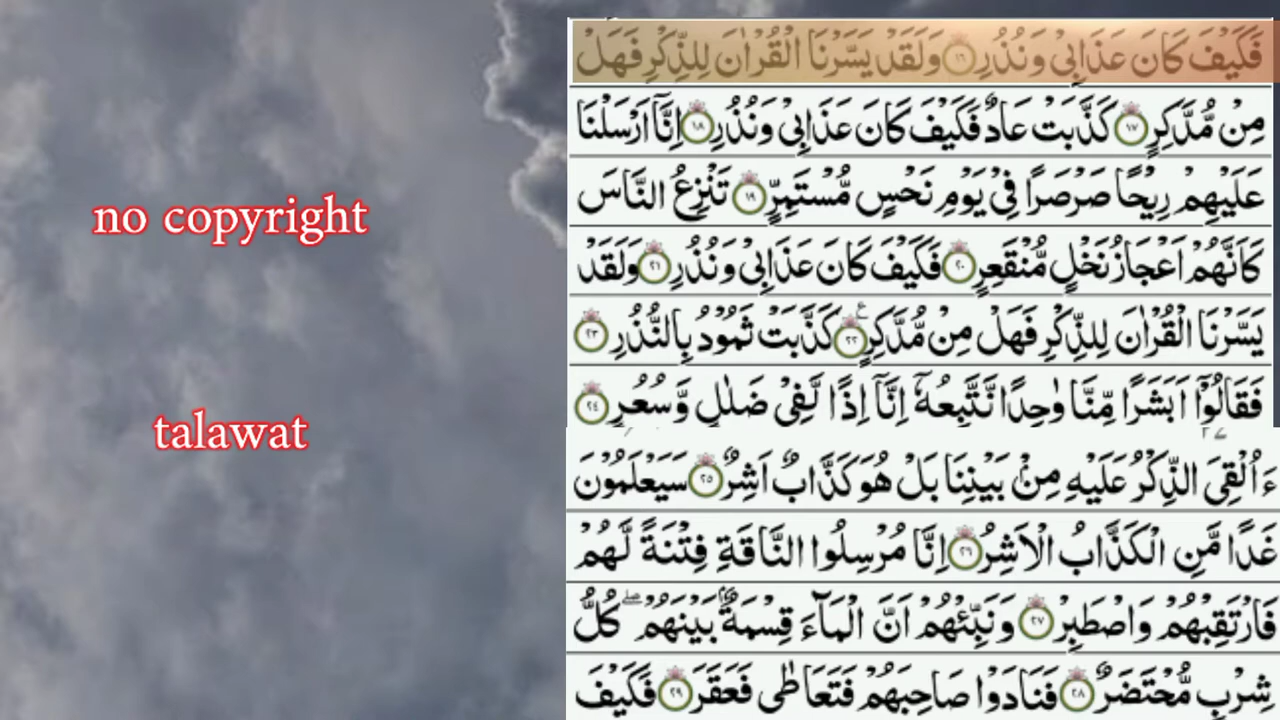 no copyright
talawat
فَكَيْفَ كَانَ عَذَابِىْ وَنُذُرِ ١٦ وَلَقَدْ يَسَّرْنَا الْقُرْاٰنَ لِلذِّكْرِ فَهَلْ
مِنْ مُّدَّكِرٍ ١٧ كَذَّبَتْ عَادٌ فَكَيْفَ كَانَ عَذَابِىْ وَنُذُرِ ١٨ اِنَّاۤ اَرْسَلْنَا
عَلَيْهِمْ رِيْحًا صَرْصَرًا فِىْ يَوْمِ نَحْسٍ مُّسْتَمِرٍّ ١٩ تَنْزِعُ النَّاسَ
كَاَنَّهُمْ اَعْجَازُ نَخْلٍ مُّنْقَعِرٍ ٢٠ فَكَيْفَ كَانَ عَذَابِىْ وَنُذُرِ ٢١ وَلَقَدْ
يَسَّرْنَا الْقُرْاٰنَ لِلذِّكْرِ فَهَلْ مِنْ مُّدَّكِرٍ ٢٢ ع كَذَّبَتْ ثَمُوْدُ بِالنُّذُرِ ٢٣
فَقَالُوْۤا اَبَشَرًا مِّنَّا وٰحِدًا نَّتَّبِعُهٗۤ اِنَّاۤ اِذًا لَّفِىْ ضَلٰلٍ وَّسُعُرٍ ٢٤
ءَاُلْقِىَ الذِّكْرُ عَلَيْهِ مِنْۢ بَيْنِنَا بَلْ هُوَ كَذَّابٌ اَشِرٌ ٢٥ سَيَعْلَمُوْنَ
غَدًا مَّنِ الْكَذَّابُ الْاَشِرُ ٢٦ اِنَّا مُرْسِلُوا النَّاقَةِ فِتْنَةً لَّهُمْ
فَارْتَقِبْهُمْ وَاصْطَبِرْ ٢٧ وَنَبِّئْهُمْ اَنَّ الْمَآءَ قِسْمَةٌۢ بَيْنَهُمْ ۖ كُلُّ
شِرْبٍ مُّحْتَضَرٌ ٢٨ فَنَادَوْا صَاحِبَهُمْ فَتَعَاطٰى فَعَقَرَ ٢٩ فَكَيْفَ